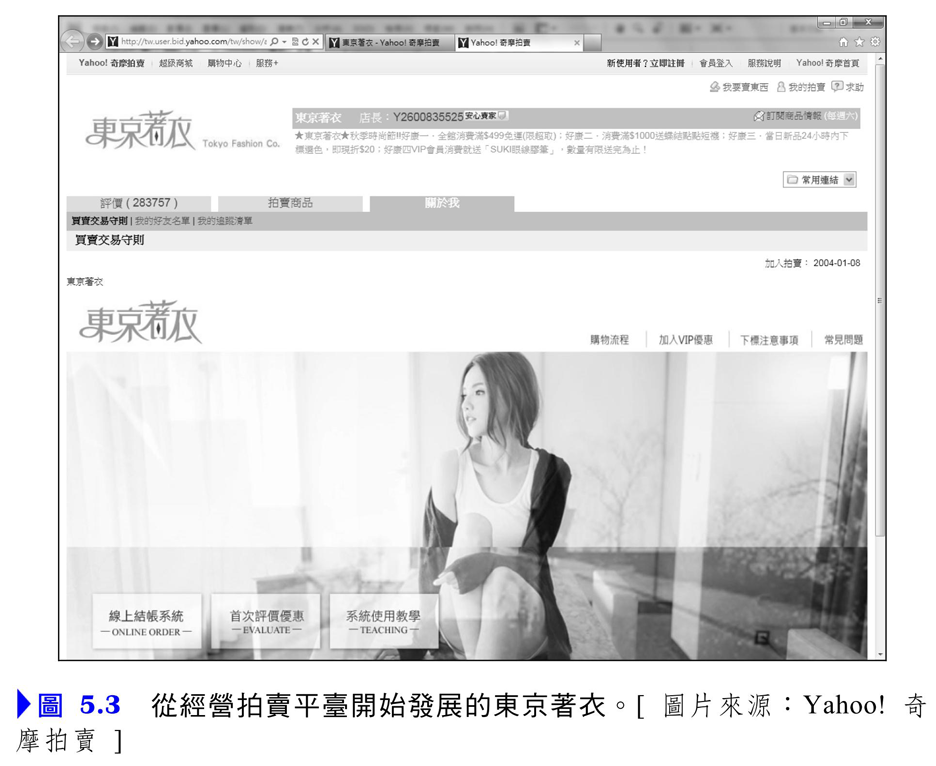 http://tw.user.bid.yahoo.com/tw/show/a
東京著衣 - Yahoo! 奇摩拍賣
Yahoo! 奇摩拍賣
Yahoo! 奇摩拍賣 超級商城 購物中心 服務+
新使用者?立即註冊 會員登入 服務說明 Yahoo! 奇摩首頁
我要賣東西 我的拍賣 求助
東京著衣
Tokyo Fashion Co.
東京著衣 店長:Y2600835525 安心賣家 訂閱商品情報(每週六)
★東京著衣★秋季時尚節!!好康一.全館消費滿$499免運(限超取);好康二.消費滿$1000送蝶結點點短襪;好康三.當日新品24小時內下
標選色,即現折$20;好康四VIP會員消費就送「SUKI眼線膠筆」,數量有限送完為止!
常用連結
評價 ( 283757 ) 拍賣商品 關於我
買賣交易守則 | 我的好友名單 | 我的追蹤清單
買賣交易守則
加入拍賣: 2004-01-08
東京著衣
東京著衣
購物流程 加入VIP優惠 下標注意事項 常見問題
線上結帳系統 首次評價優惠 系統使用教學
—ONLINE ORDER— —EVALUATE— —TEACHING—
圖 5.3 從經營拍賣平臺開始發展的東京著衣。[ 圖片來源:Yahoo! 奇
摩拍賣 ]